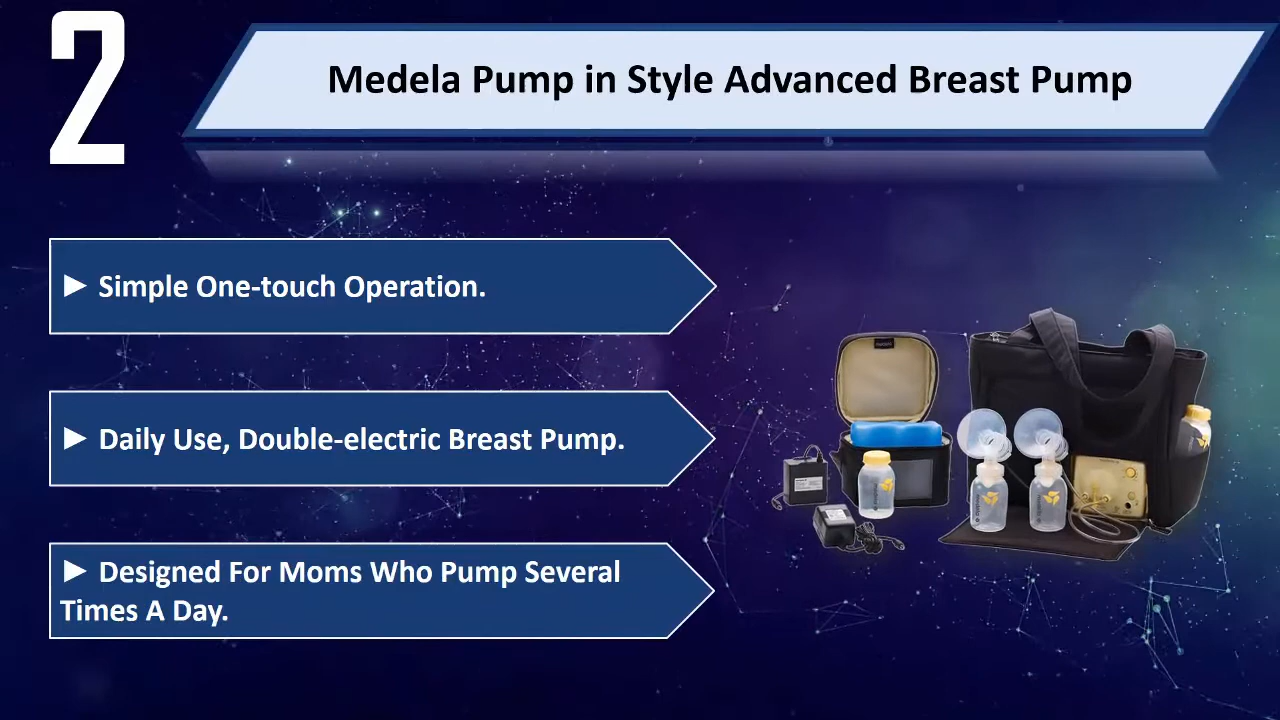 2
Medela Pump in Style Advanced Breast Pump
► Simple One-touch Operation.
► Daily Use, Double-electric Breast Pump.
► Designed For Moms Who Pump Several
Times A Day.